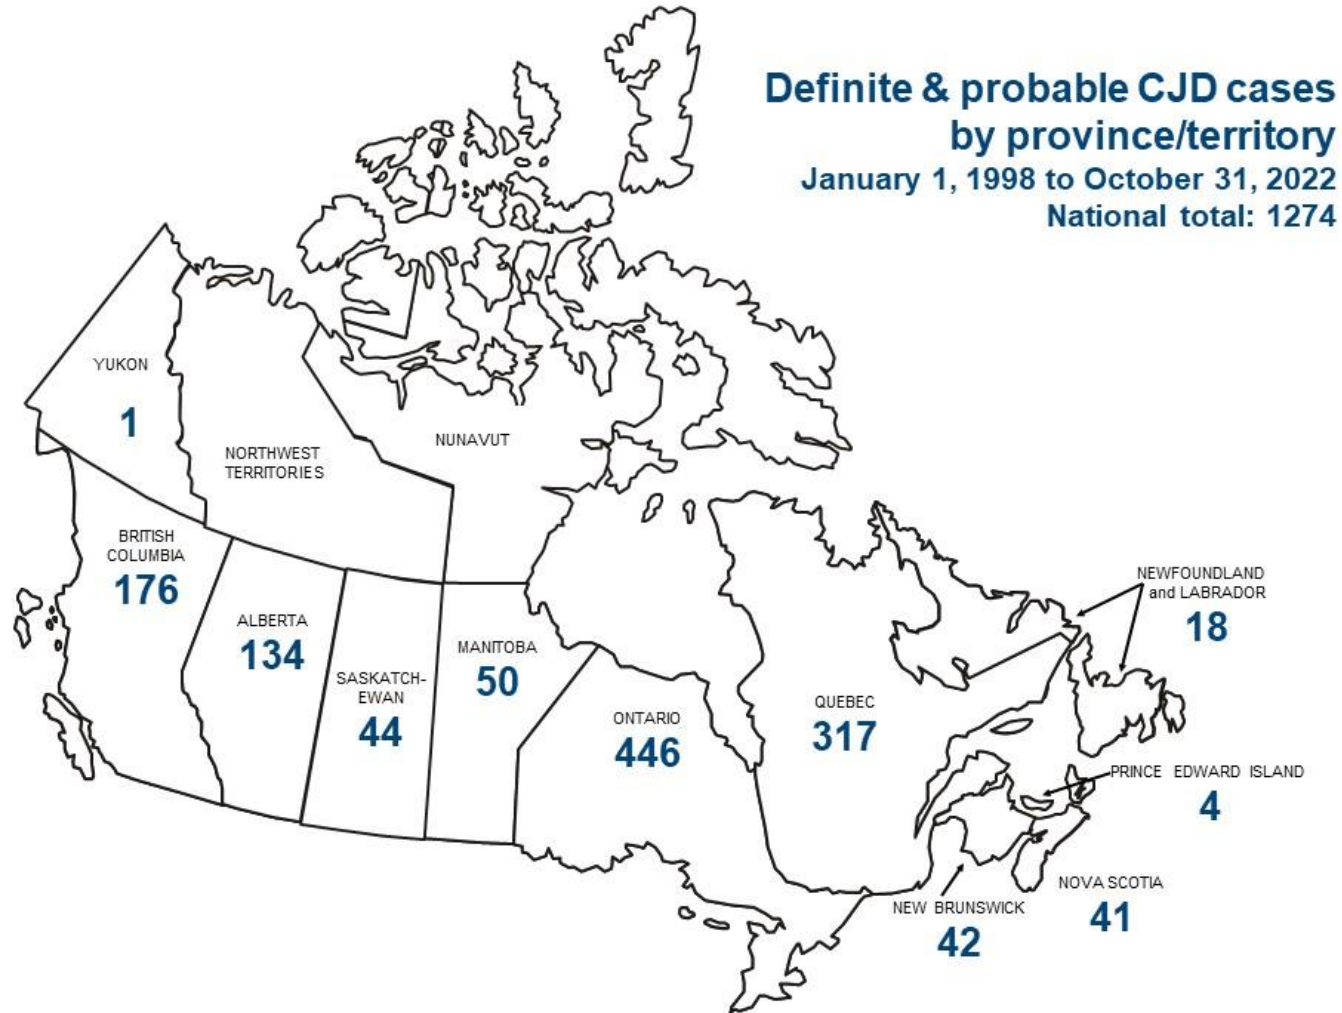 Definite & probable CJD cases
by province/territory
January 1, 1998 to October 31, 2022
National total: 1274
YUKON
1
NORTHWEST
TERRITORIES
NUNAVUT
BRITISH
COLUMBIA
176
ALBERTA
134
SASKATCH-
EWAN
44
MANITOBA
50
ONTARIO
446
QUEBEC
317
NEWFOUNDLAND
and LABRADOR
18
PRINCE EDWARD ISLAND
4
NOVA SCOTIA
41
NEW BRUNSWICK
42